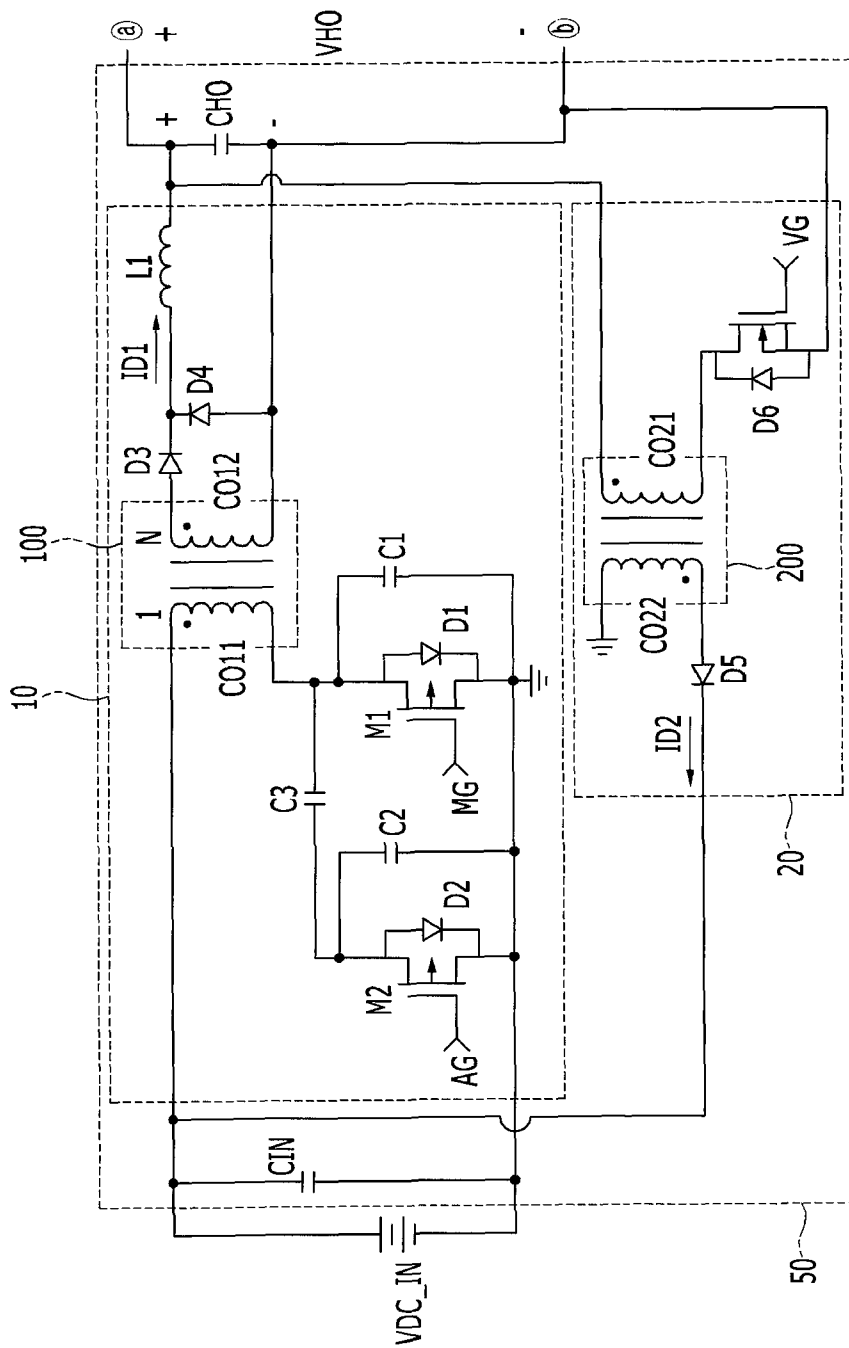 10
100
1
N
CO11
CO12
D3
D4
ID1
L1
+
-
CHO
ⓐ
+
VHO
-
ⓑ
C3
C1
D1
M1
MG
C2
D2
M2
AG
CIN
VDC_IN
CO22
CO21
200
D5
ID2
D6
VG
20
50